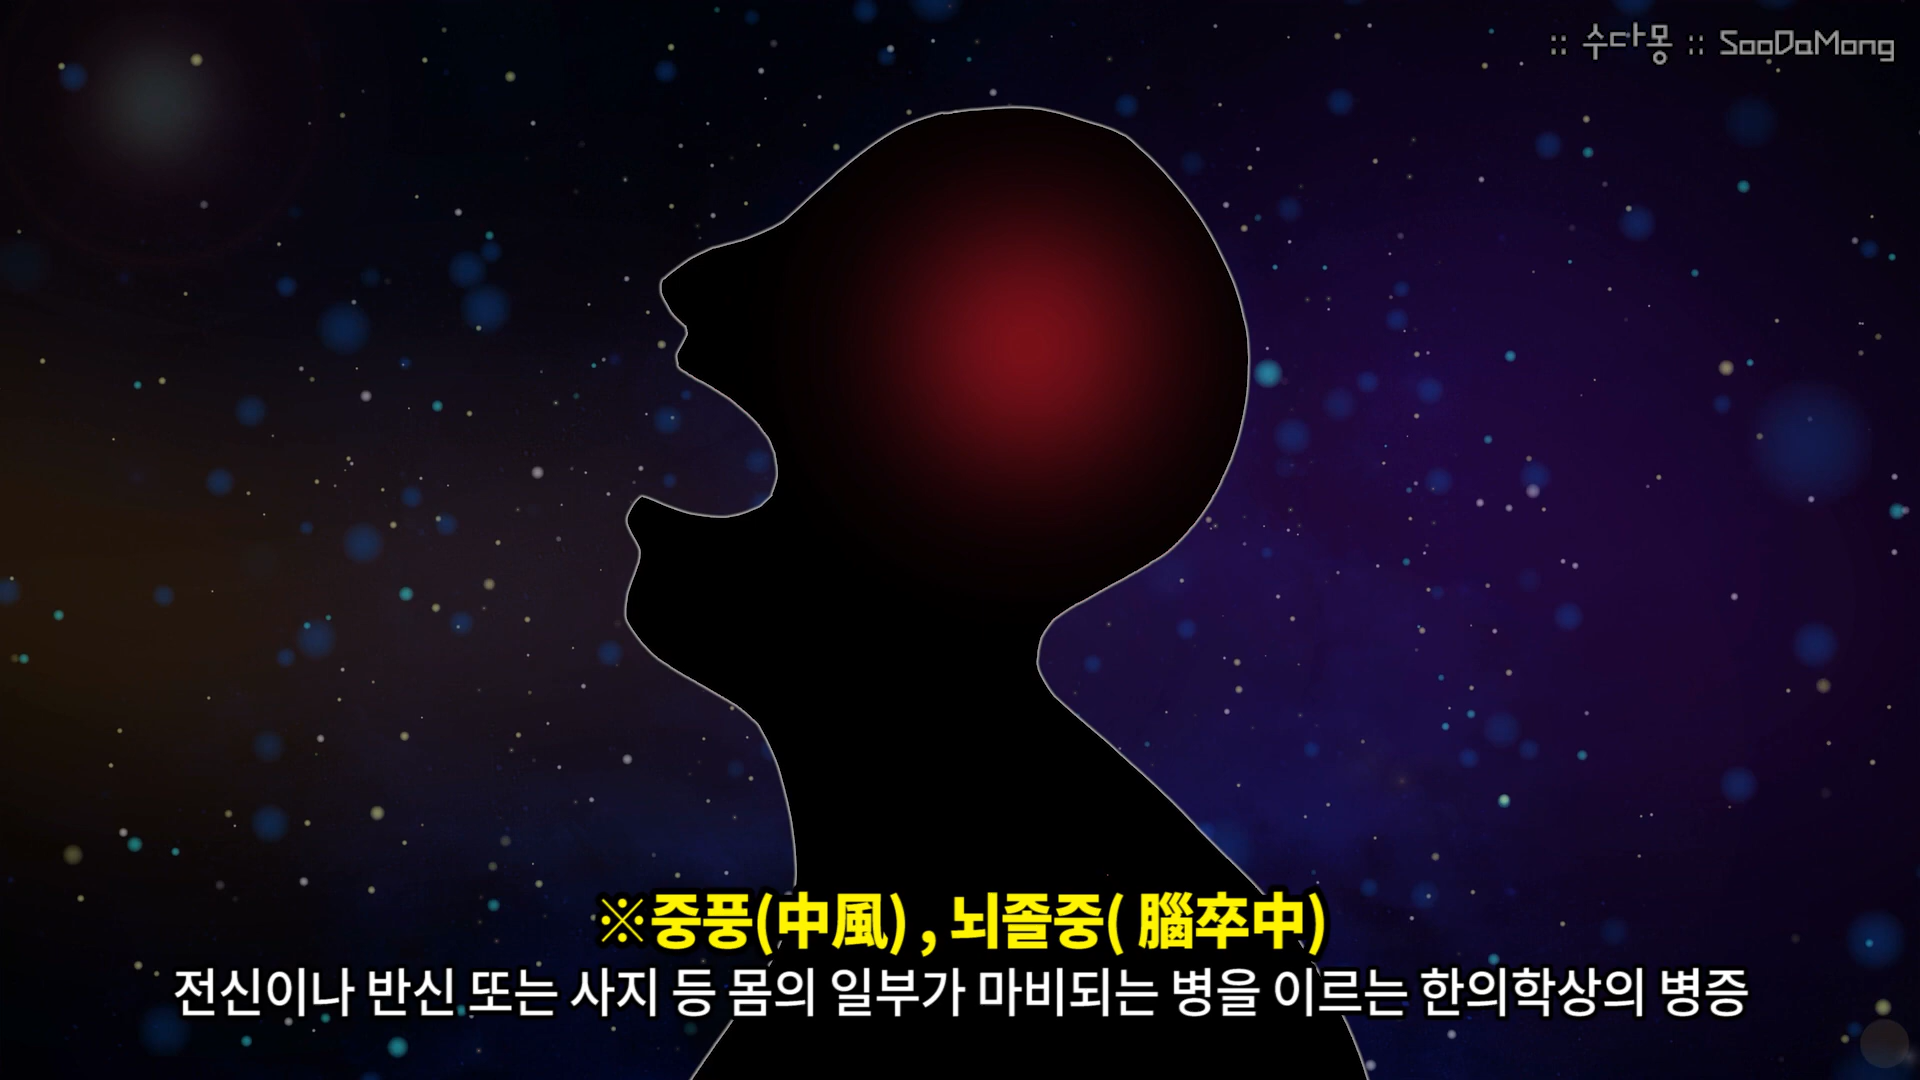 :: 수다몽 :: SooDaMong
※중풍(中風) , 뇌졸중( 腦卒中)
전신이나 반신 또는 사지 등 몸의 일부가 마비되는 병을 이르는 한의학상의 병증